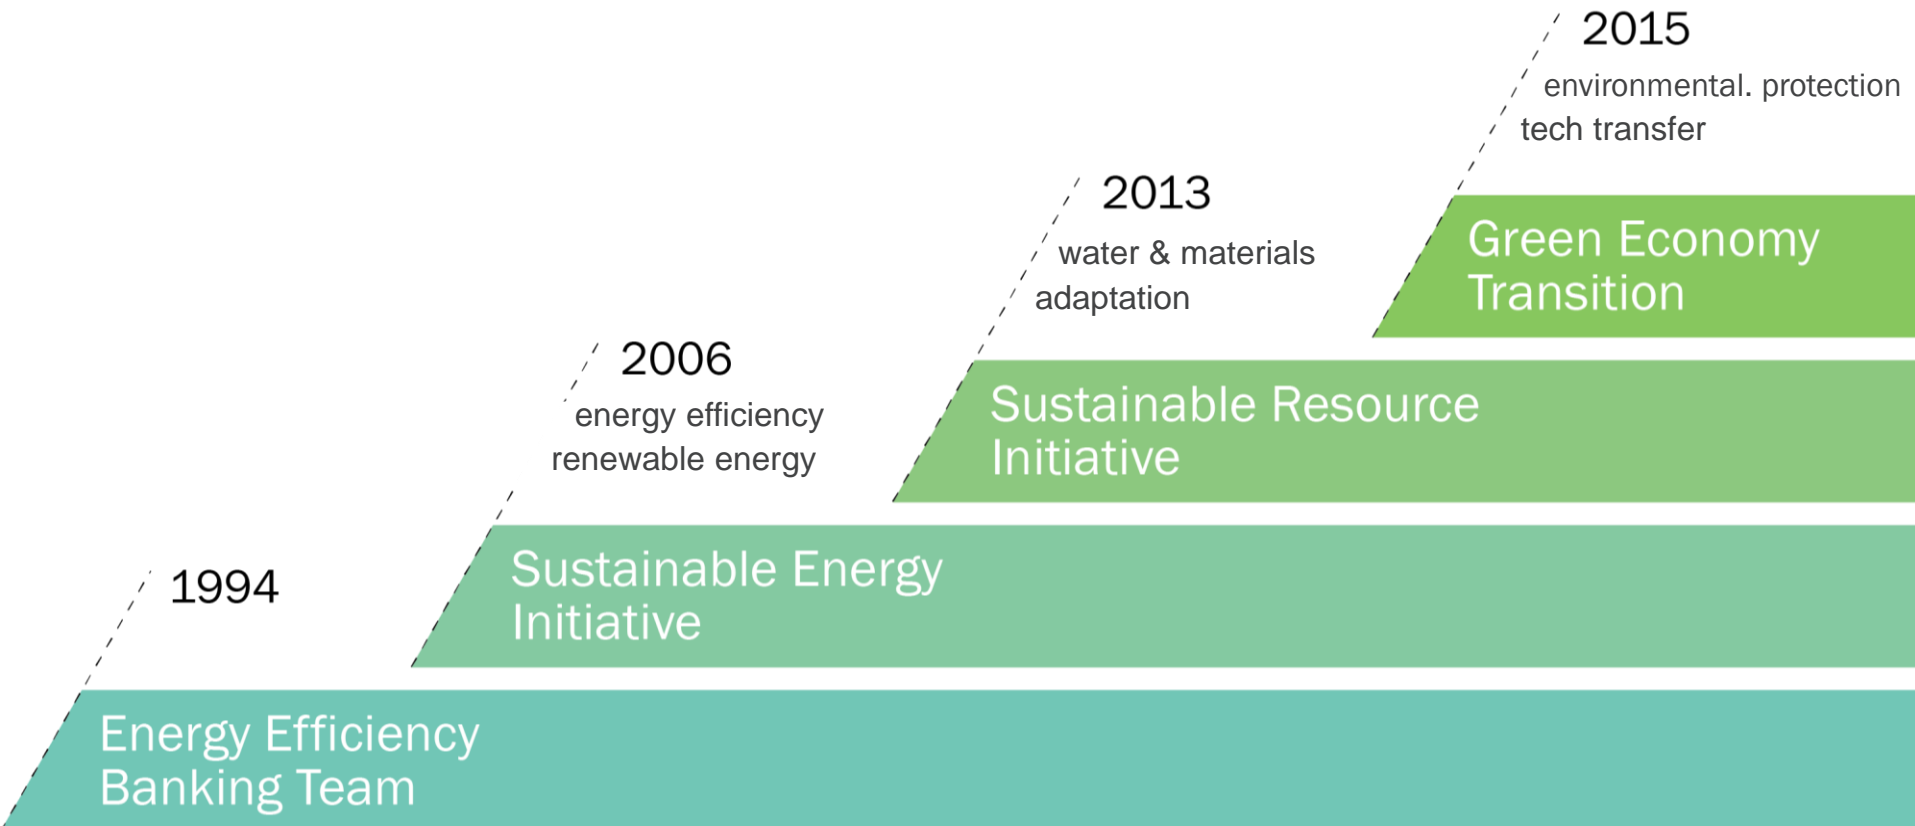 2015
environmental. protection
tech transfer
Green Economy
Transition
2013
water & materials
adaptation
Sustainable Resource
Initiative
2006
energy efficiency
renewable energy
Sustainable Energy
Initiative
1994
Energy Efficiency
Banking Team